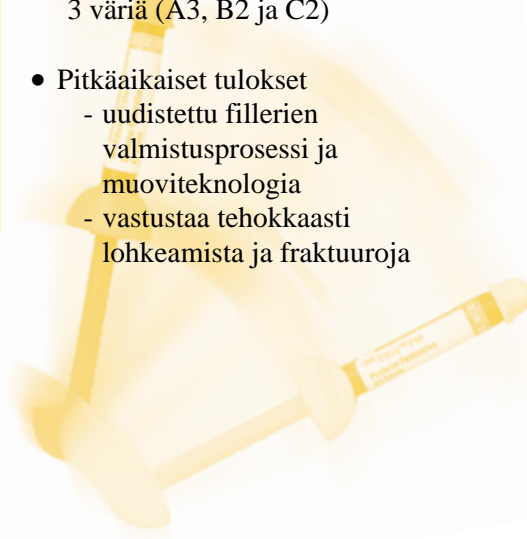 3 väriä (A3, B2 ja C2)
• Pitkäaikaiset tulokset
- uudistettu fillerien
valmistusprosessi ja
muoviteknologia
- vastustaa tehokkaasti
lohkeamista ja fraktuuroja